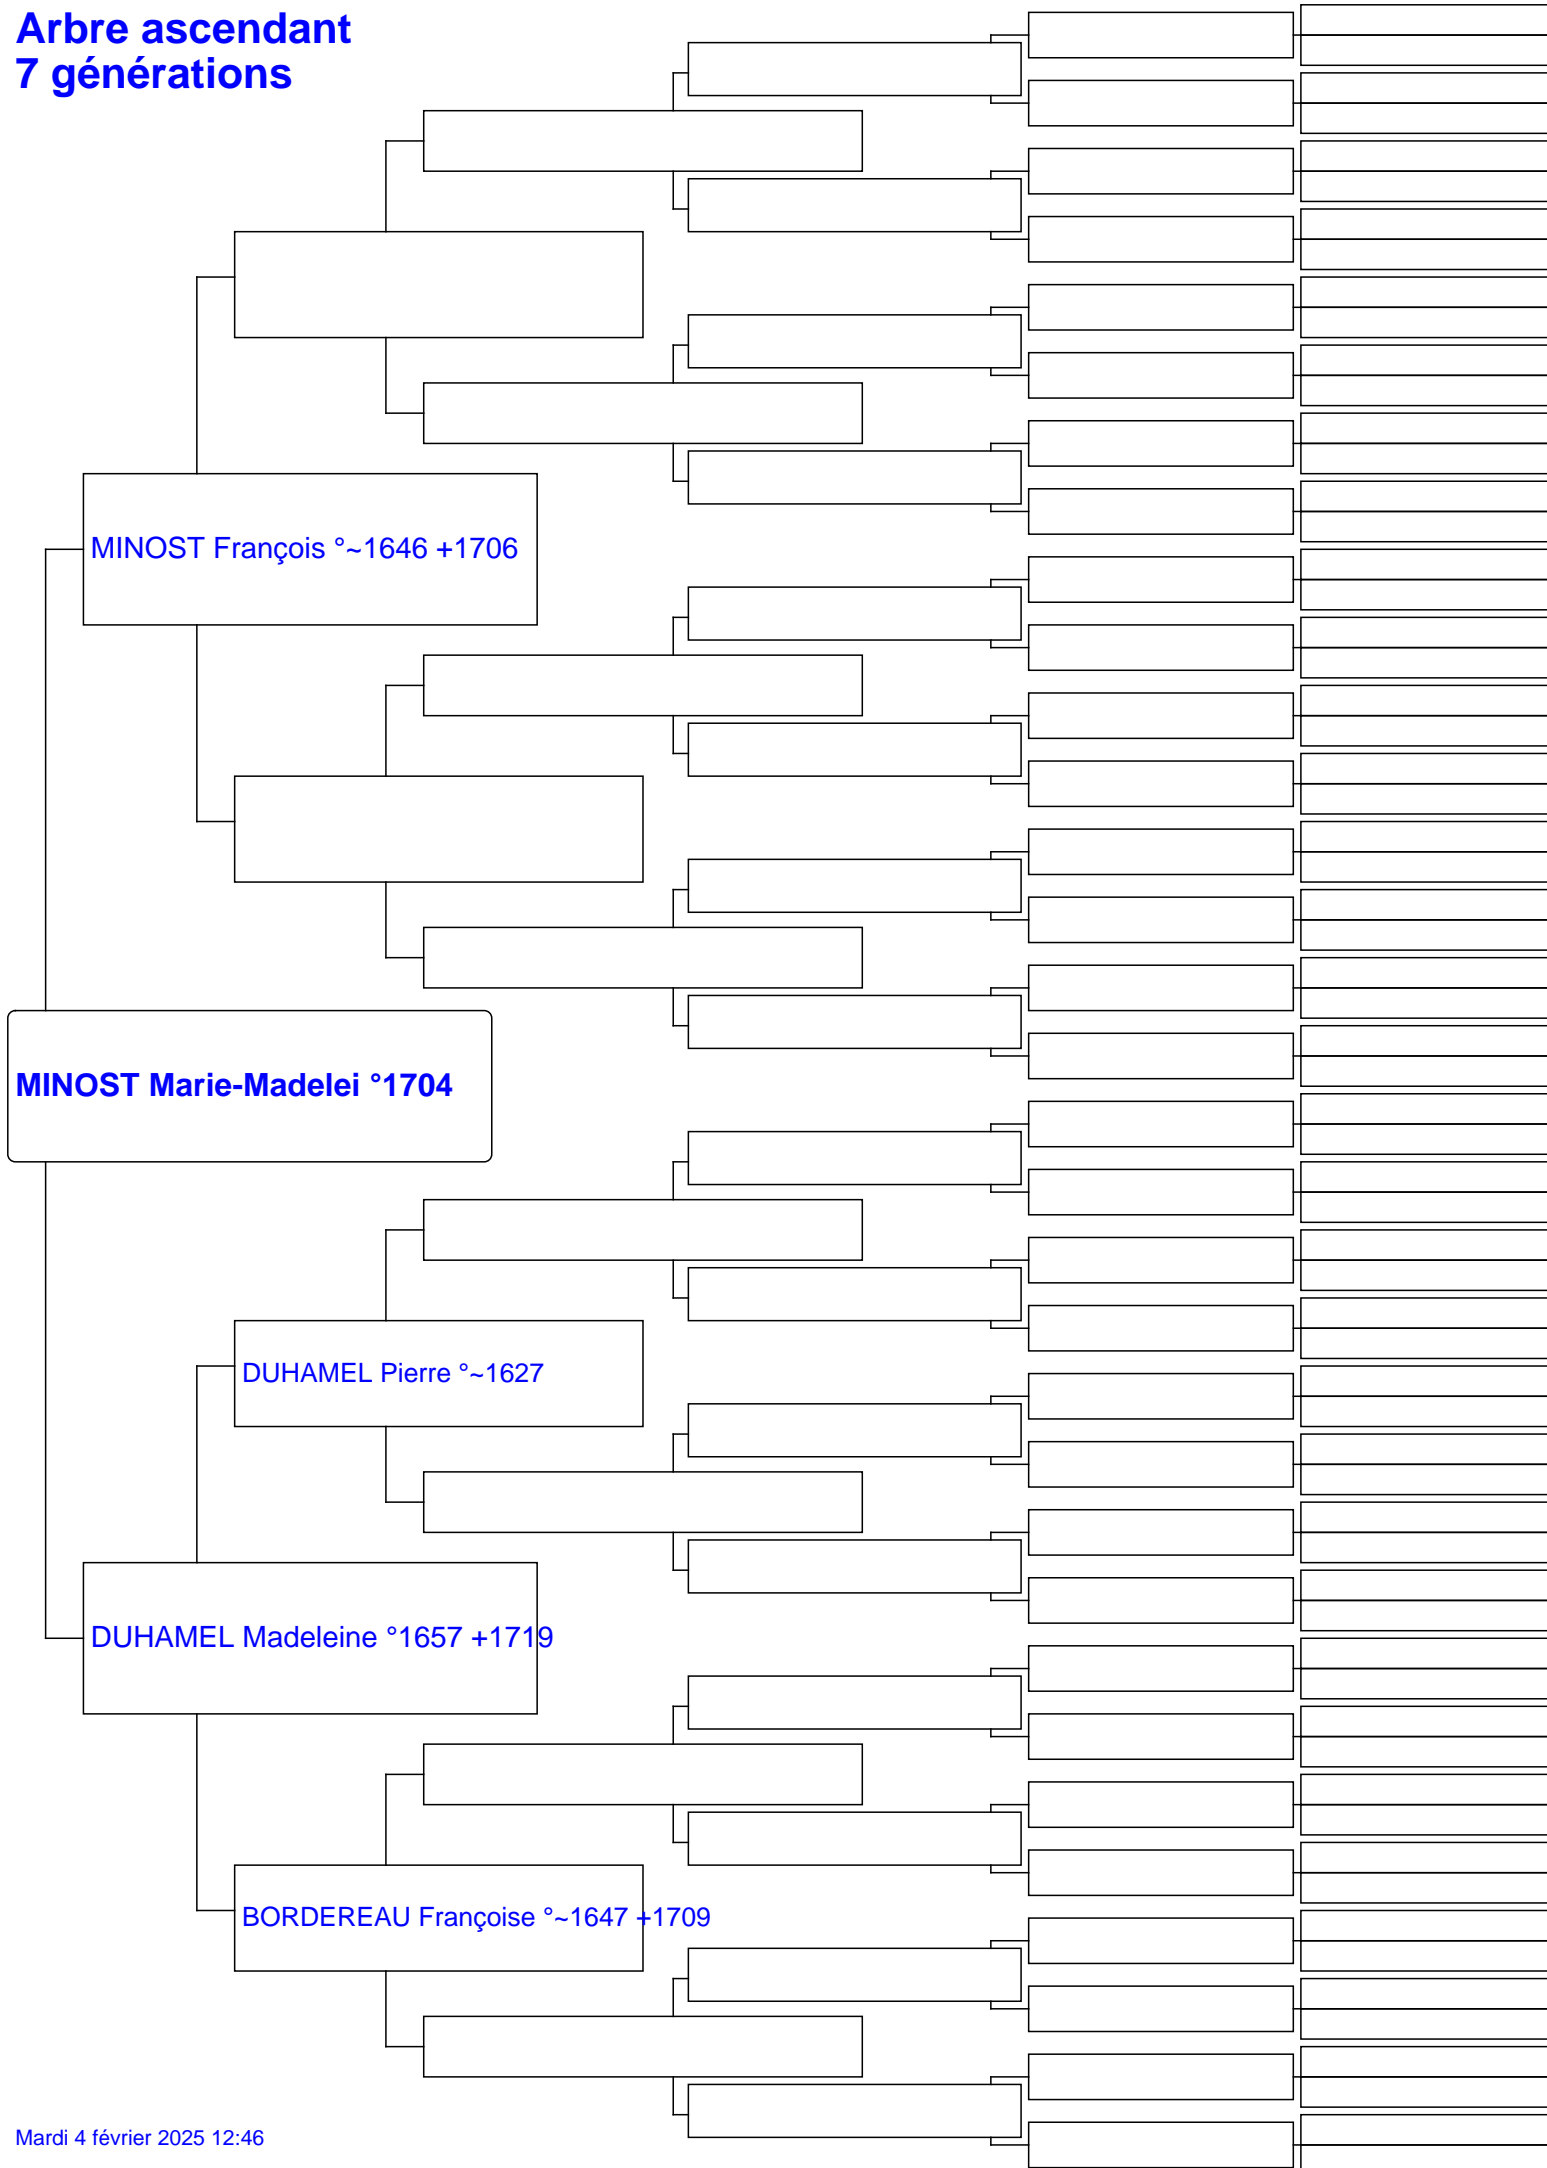 Arbre ascendant
7 générations
MINOST François °~1646 +1706
MINOST Marie-Madelei °1704
DUHAMEL Pierre °~1627
DUHAMEL Madeleine °1657 +1719
BORDEREAU Françoise °~1647 +1709
Mardi 4 février 2025 12:46